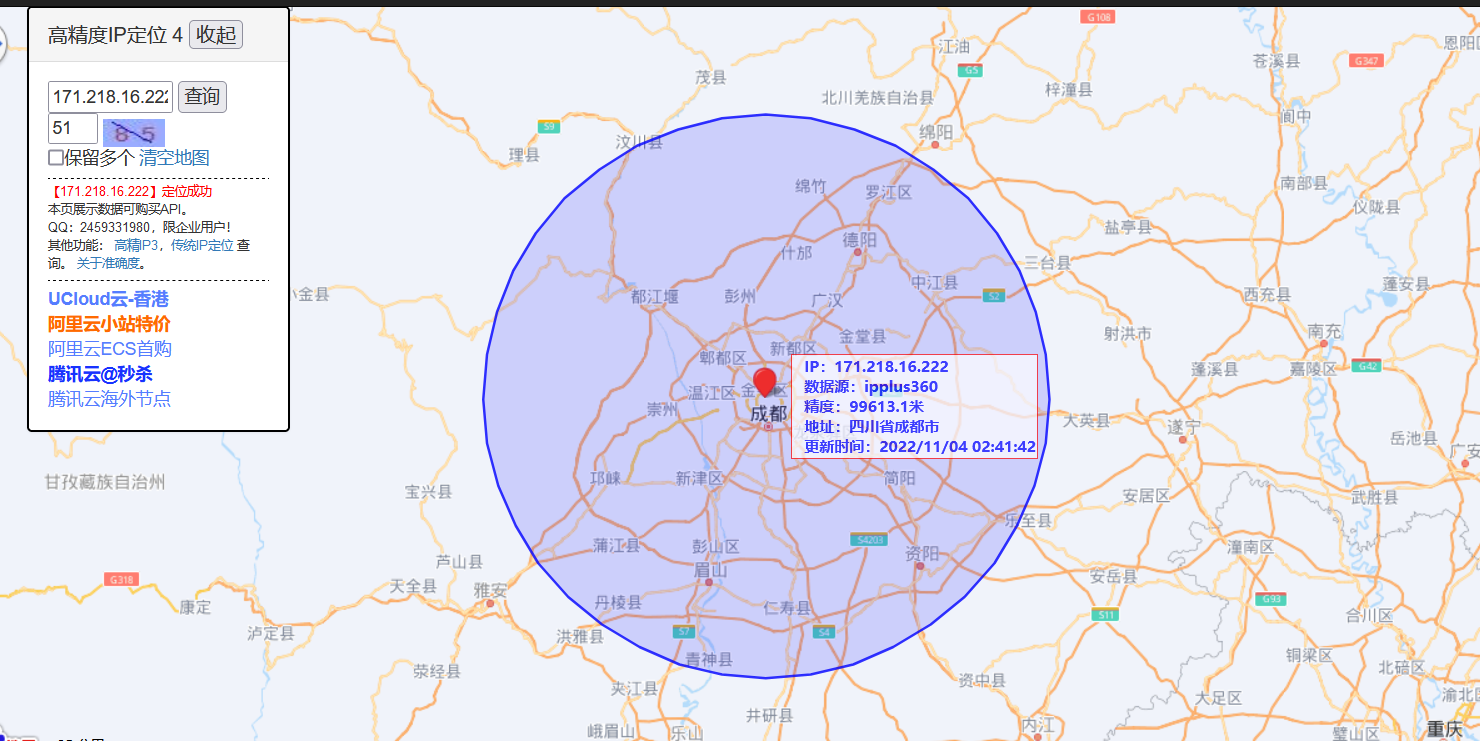 高精度IP定位 4 收起
171.218.16.222 查询
51 8-5
保留多个 清空地图
【171.218.16.222】定位成功
本页展示数据可购买API。
QQ：2459331980，限企业用户！
其他功能： 高精IP3，传统IP定位 查
询。 关于准确度。
UCloud云-香港
阿里云小站特价
阿里云ECS首购
腾讯云@秒杀
腾讯云海外节点
IP：171.218.16.222
数据源：ipplus360
精度：99613.1米
地址：四川省成都市
更新时间：2022/11/04 02:41:42
G108
江油
恩阳区
苍溪县
G347
G5
茂县
梓潼县
北川羌族自治县
阆中
S9
绵阳
汶川县
理县
绵竹
罗江区
南部县
仪陇县
盐亭县
德阳
什邡
三台县
中江县
小金县
都江堰
彭州
广汉
S2
西充县
蓬安县
金堂县
射洪市
南充
新都区
郫都区
蓬溪县
嘉陵区
G42
温江区
崇州
成都
大英县
遂宁
岳池县
广安
甘孜藏族自治州
邛崃
新津区
简阳
宝兴县
安居区
武胜县
乐至县
S4203
蒲江县
彭山区
资阳
潼南区
芦山县
眉山
安岳县
G318
天全县
雅安
康定
丹棱县
仁寿县
G93
S11
合川区
泸定县
洪雅县
S7
S4
青神县
铜梁区
北碚区
荥经县
夹江县
资中县
大足区
渝北区
井研县
内江
峨眉山
乐山
璧山区
重庆